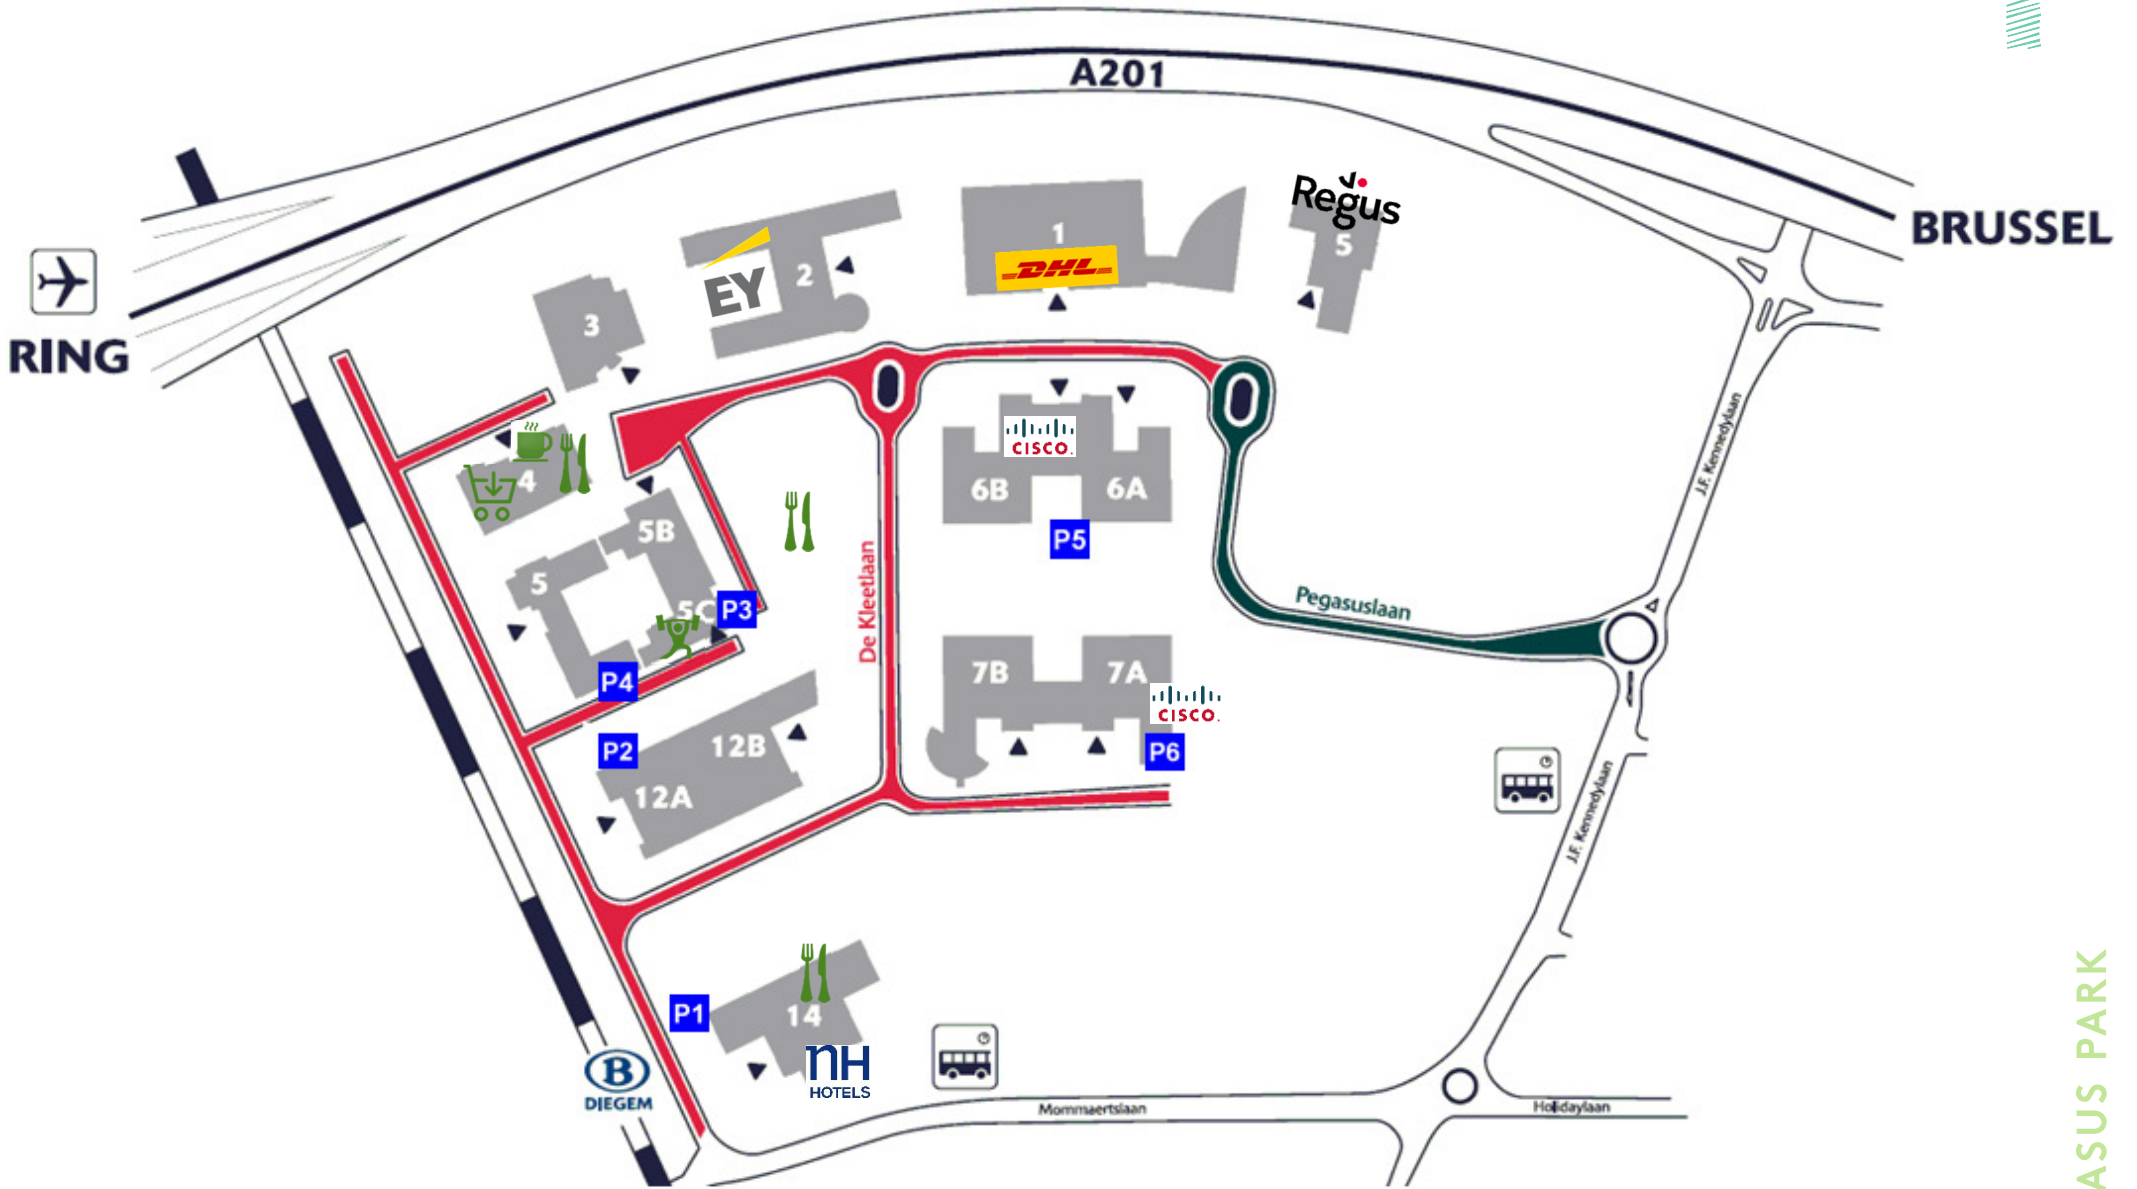 A201
BRUSSEL
RING
Regus
5
1
DHL
2
EY
3
4
CISCO.
6B
6A
P5
5B
5
5C
P3
P4
De Kleetlaan
Pegasuslaan
J.F. Kennedylaan
7B
7A
CISCO.
P6
P2
12B
12A
J.F. Kennedylaan
P1
14
nH
HOTELS
B
DIEGEM
Mommaertslaan
Holidaylaan
ASUS PARK